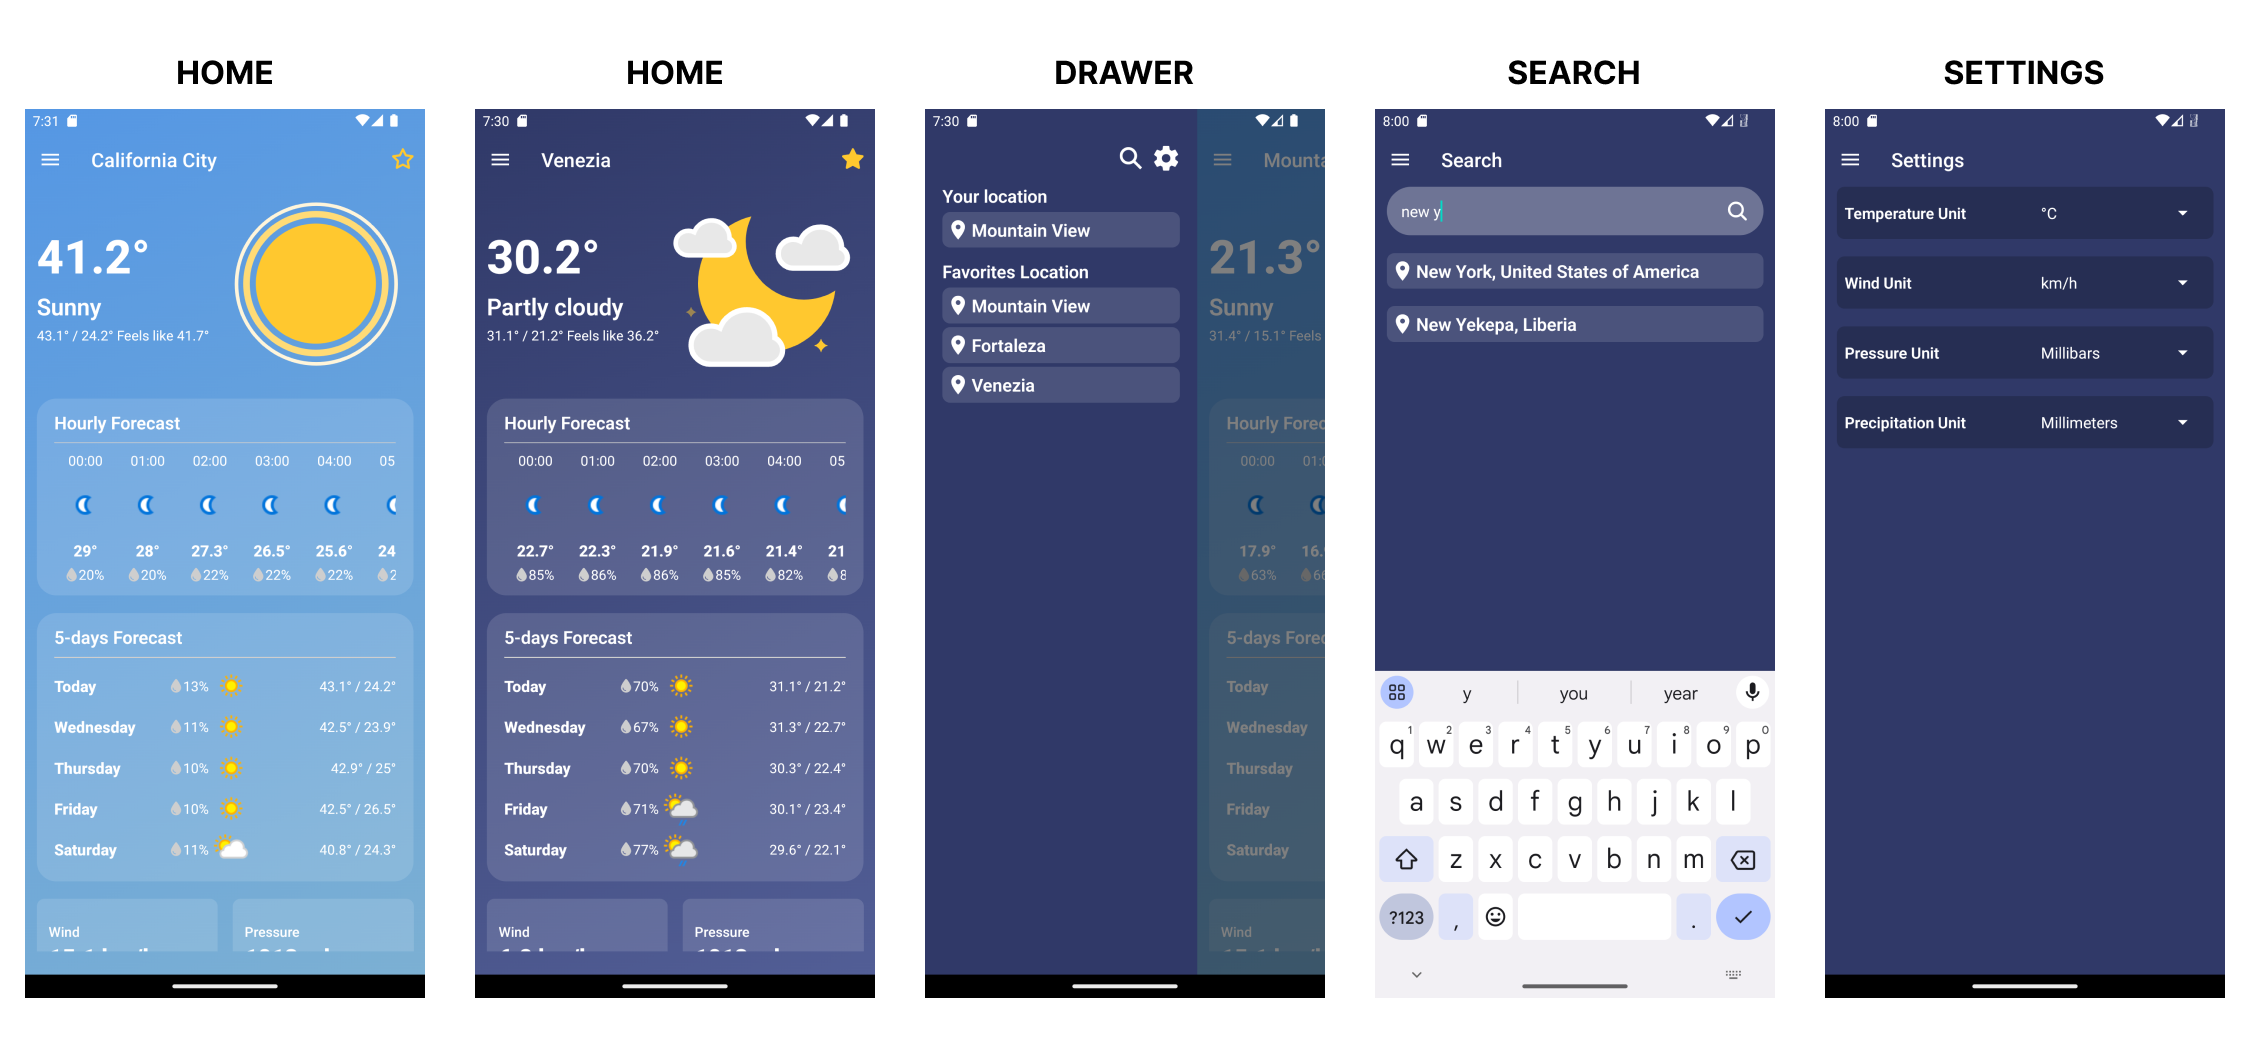 HOME
7:31
California City
41.2°
Sunny
43.1° / 24.2° Feels like 41.7°
Hourly Forecast
00:00 01:00 02:00 03:00 04:00 05
29° 28° 27.3° 26.5° 25.6° 24
20% 20% 22% 22% 22% 2
5-days Forecast
Today 13% 43.1° / 24.2°
Wednesday 11% 42.5° / 23.9°
Thursday 10% 42.9° / 25°
Friday 10% 42.5° / 26.5°
Saturday 11% 40.8° / 24.3°
Wind Pressure
HOME
7:30
Venezia
30.2°
Partly cloudy
31.1° / 21.2° Feels like 36.2°
Hourly Forecast
00:00 01:00 02:00 03:00 04:00 05
22.7° 22.3° 21.9° 21.6° 21.4° 21
85% 86% 86% 85% 82% 8
5-days Forecast
Today 70% 31.1° / 21.2°
Wednesday 67% 31.3° / 22.7°
Thursday 70% 30.3° / 22.4°
Friday 71% 30.1° / 23.4°
Saturday 77% 29.6° / 22.1°
Wind Pressure
DRAWER
7:30
Your location
Mountain View
Favorites Location
Mountain View
Fortaleza
Venezia
Mounta
21.3°
Sunny
31.4° / 15.1° Feels
Hourly Forec
00:00 01:0
17.9° 16.
63% 66
5-days Forec
Today
Wednesday
Thursday
Friday
Saturday
Wind
SEARCH
8:00
Search
new y
New York, United States of America
New Yekepa, Liberia
y you year
q1 w2 e3 r4 t5 y6 u7 i8 o9 p0
a s d f g h j k l
z x c v b n m
?123 , .
SETTINGS
8:00
Settings
Temperature Unit °C
Wind Unit km/h
Pressure Unit Millibars
Precipitation Unit Millimeters